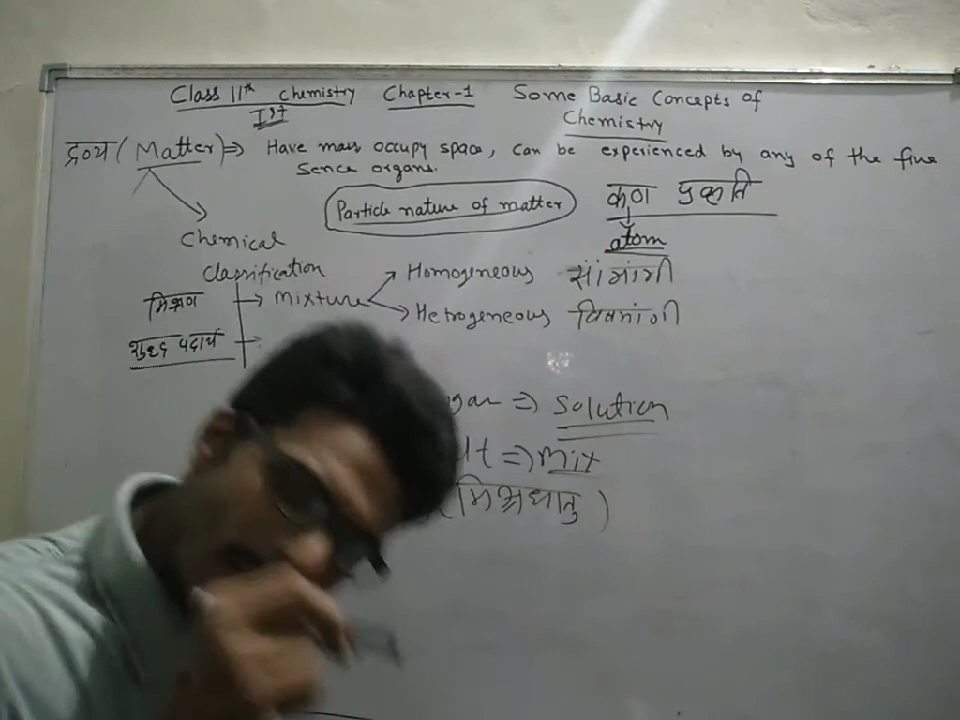 Class 11th Chemistry Chapter-1 Some Basic Concepts of
Ist Chemistry
द्रव्य (Matter) => Have mass occupy space, can be experienced by any of the five
sence organs.
Particle nature of matter कण प्रकृति
atom
Chemical
Classification
Homogeneous समांगी
मिश्रण → Mixture
Hetrogeneous विषमांगी
शुद्ध पदार्थ →
=> Solution
=> Mix
(मिश्रधातु)